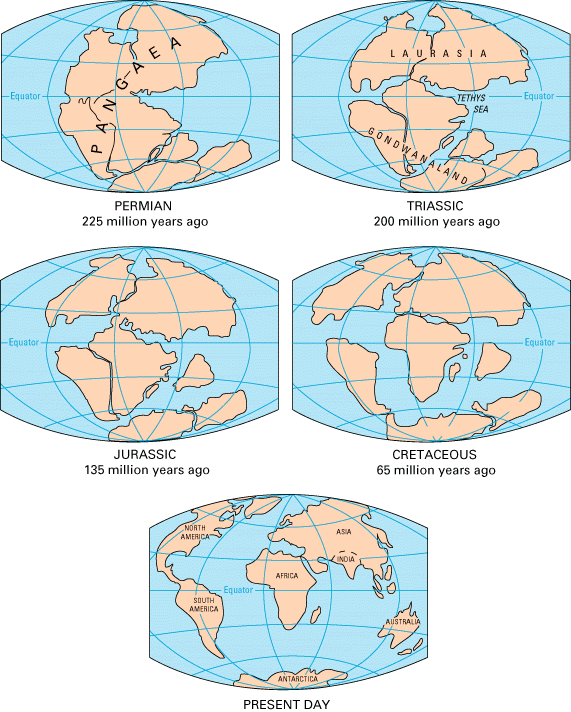 PANGAEA
Equator
PERMIAN
225 million years ago
LAURASIA
Equator
TETHYS
SEA
GONDWANALAND
TRIASSIC
200 million years ago
Equator
JURASSIC
135 million years ago
Equator
CRETACEOUS
65 million years ago
NORTH
AMERICA
ASIA
INDIA
AFRICA
Equator
SOUTH
AMERICA
AUSTRALIA
ANTARCTICA
PRESENT DAY